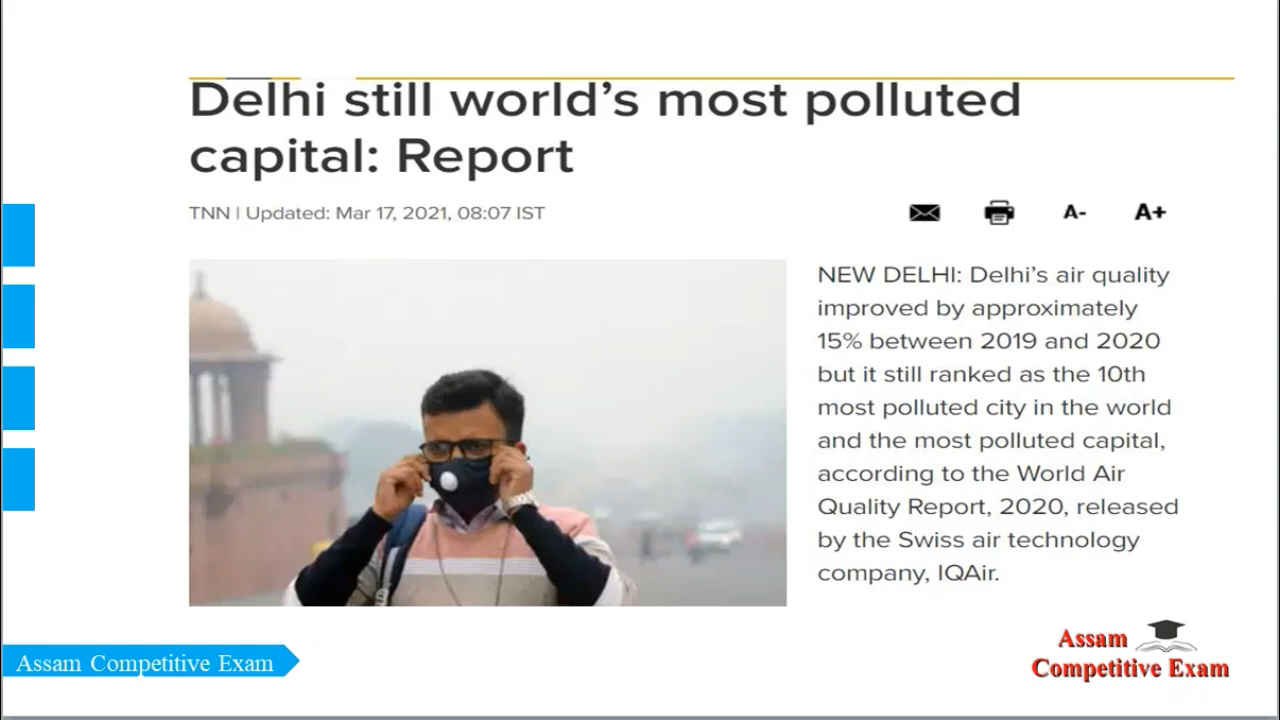 Delhi still world's most polluted
capital: Report
TNN | Updated: Mar 17, 2021, 08:07 IST
A- A+
NEW DELHI: Delhi's air quality
improved by approximately
15% between 2019 and 2020
but it still ranked as the 10th
most polluted city in the world
and the most polluted capital,
according to the World Air
Quality Report, 2020, released
by the Swiss air technology
company, IQAir.
Assam Competitive Exam
Assam
Competitive Exam